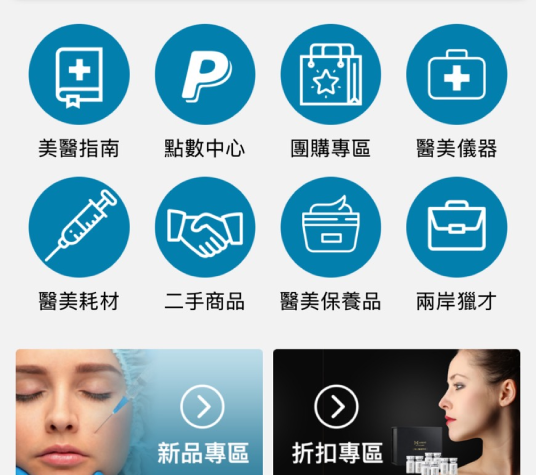 美醫指南
點數中心
團購專區
醫美儀器
醫美耗材
二手商品
醫美保養品
兩岸獵才
新品專區
折扣專區